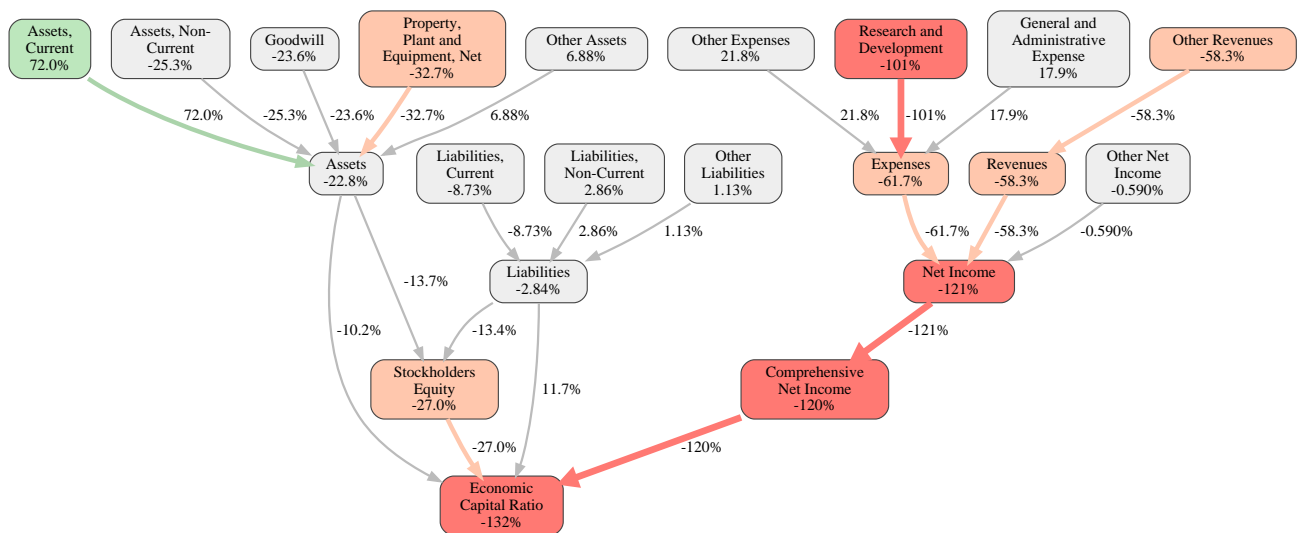 Assets,
Current
72.0%
Assets, Non-
Current
-25.3%
Goodwill
-23.6%
Property,
Plant and
Equipment, Net
-32.7%
Other Assets
6.88%
Other Expenses
21.8%
Research and
Development
-101%
General and
Administrative
Expense
17.9%
Other Revenues
-58.3%
72.0%
-25.3%
-23.6%
-32.7%
6.88%
21.8%
-101%
17.9%
-58.3%
Assets
-22.8%
Liabilities,
Current
-8.73%
Liabilities,
Non-Current
2.86%
Other
Liabilities
1.13%
Expenses
-61.7%
Revenues
-58.3%
Other Net
Income
-0.590%
-8.73%
2.86%
1.13%
-61.7%
-58.3%
-0.590%
Liabilities
-2.84%
Net Income
-121%
-13.7%
-10.2%
-13.4%
-121%
Stockholders
Equity
-27.0%
11.7%
Comprehensive
Net Income
-120%
-27.0%
-120%
Economic
Capital Ratio
-132%